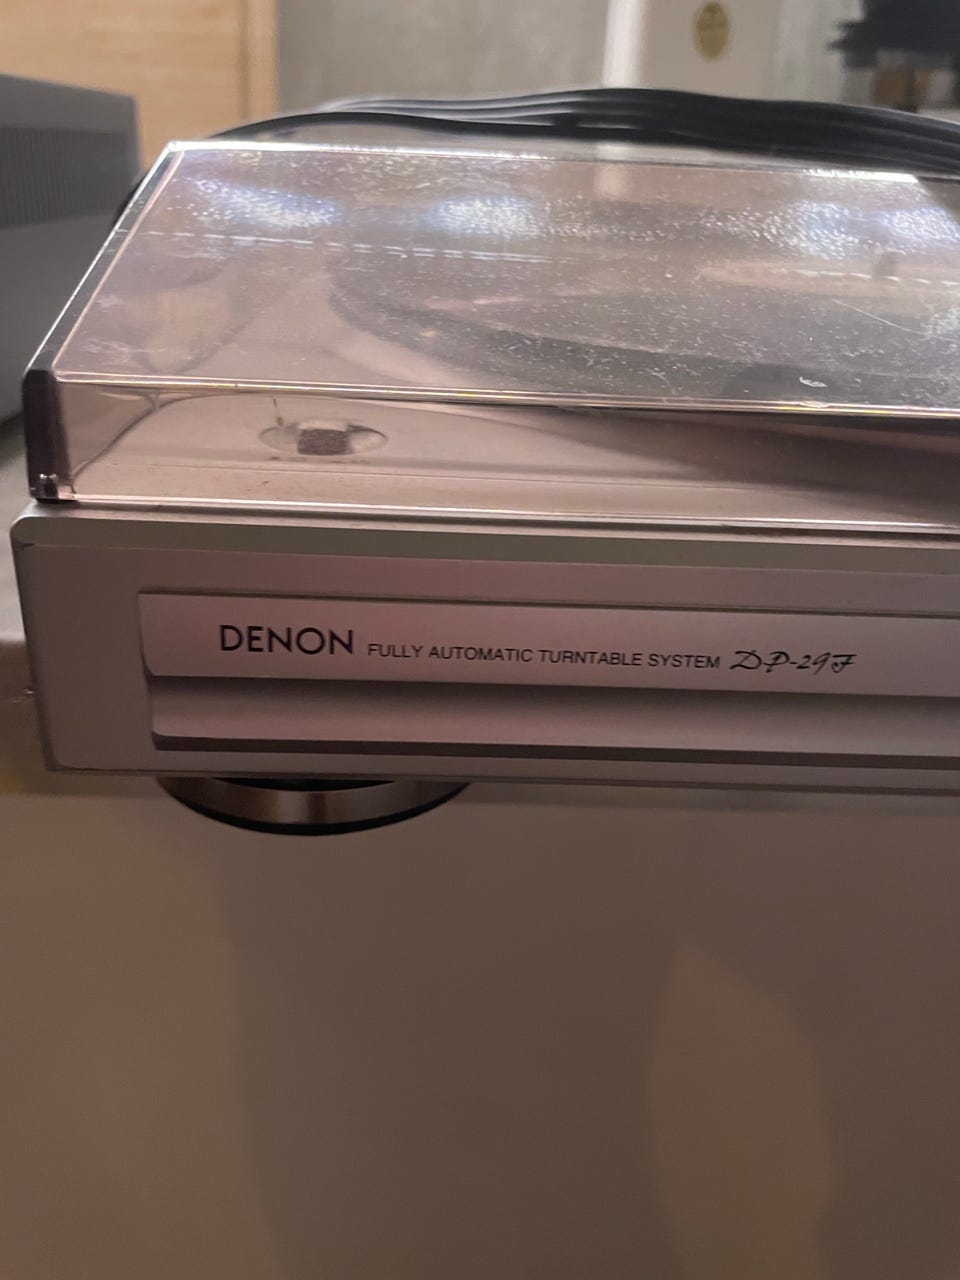 DENON FULLY AUTOMATIC TURNTABLE SYSTEM DP-29F